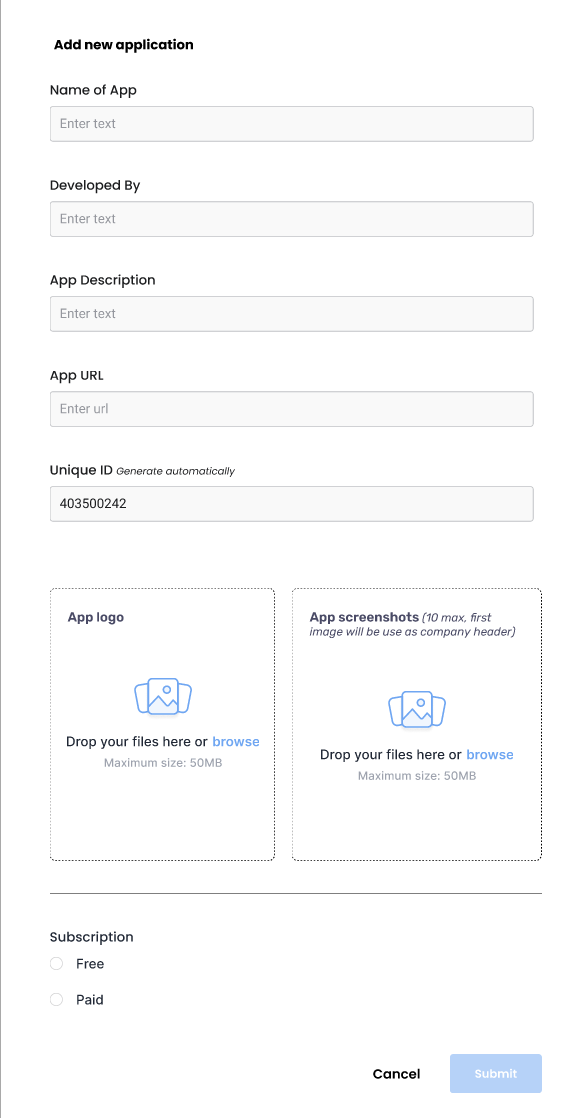 Add new application
Name of App
Enter text
Developed By
Enter text
App Description
Enter text
App URL
Enter url
Unique ID Generate automatically
403500242
App logo
Drop your files here or browse
Maximum size: 50MB
App screenshots (10 max, first
image will be use as company header)
Drop your files here or browse
Maximum size: 50MB
Subscription
Free
Paid
Cancel
Submit